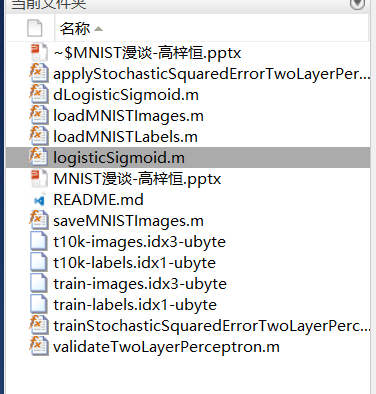 当前文件夹
名称
~$MNIST漫谈-高梓恒.pptx
applyStochasticSquaredErrorTwoLayerPer...
dLogisticSigmoid.m
loadMNISTImages.m
loadMNISTLabels.m
logisticSigmoid.m
MNIST漫谈-高梓恒.pptx
README.md
saveMNISTImages.m
t10k-images.idx3-ubyte
t10k-labels.idx1-ubyte
train-images.idx3-ubyte
train-labels.idx1-ubyte
trainStochasticSquaredErrorTwoLayerPerc...
validateTwoLayerPerceptron.m